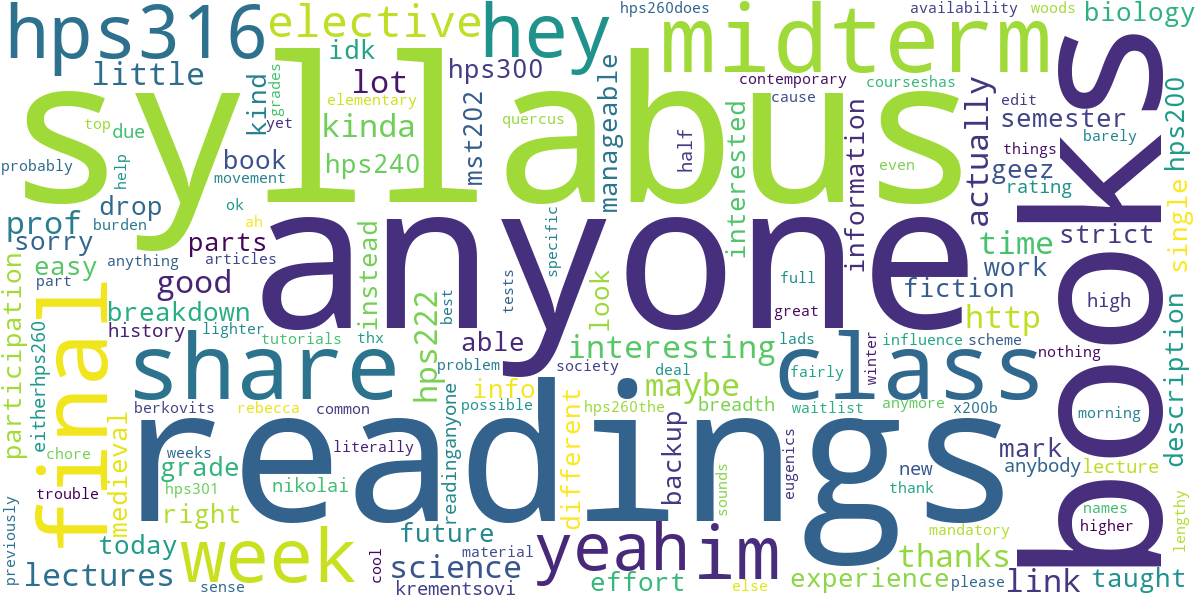 hps316
elective
hey
hps260does
midterm
availability
woods
biology
idk
little
kind
grades
lot
hps300
manageable
contemporary
cause
courseshas
edit
semester
barely
hps200
elementary
yet
top
due
syllabus
kinda
mst202
quercus
half
interested
information
even
actually
things
geez
rating
books
probably
help
book
movement
hps240
drop
ok
burden
ah
prof
sorry
anything
articles
parts
easy
part
anyone
instead
specific
look
full
great
strict
time
work
fiction
single
high
participation
good
breakdown
history
lighter
tutorials
thx
hps222
best
tests
able
http
description
nothing
final
eitherhps260
share
interesting
problem
society
deal
lads
fairly
winter
influence
scheme
class
info
maybe
berkovits
rebecca
common
possible
hps260the
breadth
waitlist
anymore
x200b
morning
medieval
chore
weeks
literally
readinganyone
readings
different
backup
sounds
eugenics
new
mark
anybody
lecture
grade
hps301
nikolai
thank
names
higher
lengthy
trouble
previously
right
future
mandatory
today
week
material
yeah
im
thanks
lectures
sense
cool
science
krementsovi
effort
else
experience
please
link
taught